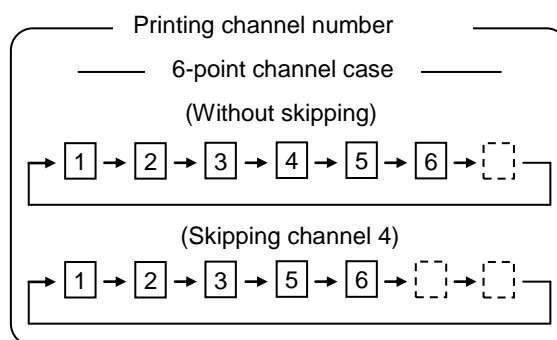 Printing channel number
6-point channel case
(Without skipping)
1 2 3 4 5 6
(Skipping channel 4)
1 2 3 5 6